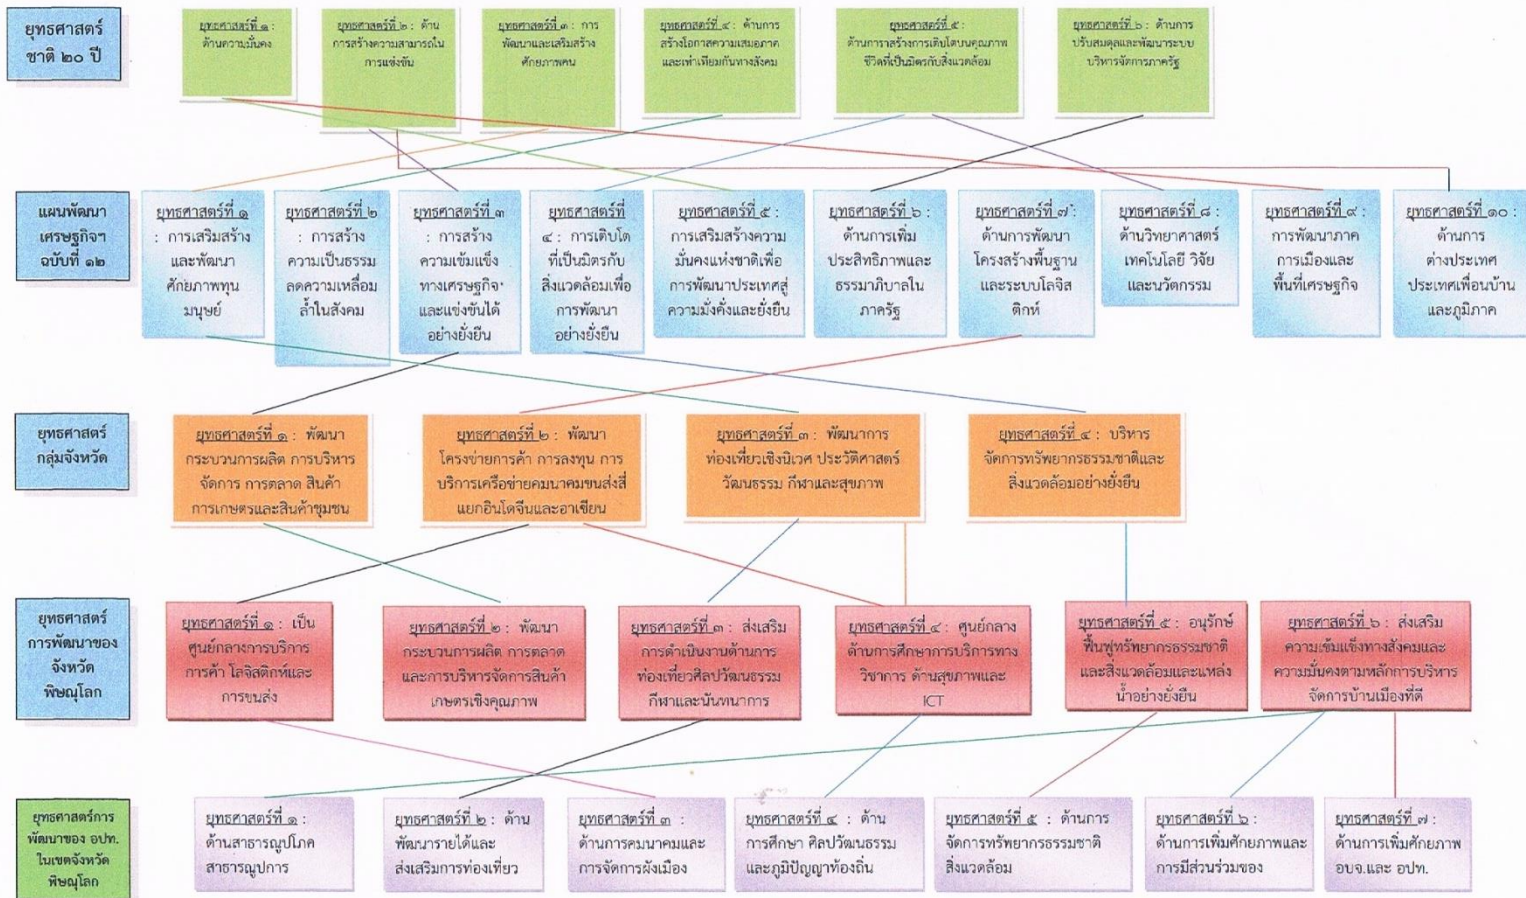 ยุทธศาสตร์
ชาติ ๒๐ ปี
ยุทธศาสตร์ที่ ๑ :
ด้านความมั่นคง
ยุทธศาสตร์ที่ ๒ : ด้าน
การสร้างความสามารถใน
การแข่งขัน
ยุทธศาสตร์ที่ ๓ : การ
พัฒนาและเสริมสร้าง
ศักยภาพคน
ยุทธศาสตร์ที่ ๔ : ด้านการ
สร้างโอกาสความเสมอภาค
และเท่าเทียมกันทางสังคม
ยุทธศาสตร์ที่ ๕ :
ด้านการาสร้างการเติบโตบนคุณภาพ
ชีวิตที่เป็นมิตรกับสิ่งแวดล้อม
ยุทธศาสตร์ที่ ๖ : ด้านการ
ปรับสมดุลและพัฒนาระบบ
บริหารจัดการภาครัฐ
แผนพัฒนา
เศรษฐกิจฯ
ฉบับที่ ๑๒
ยุทธศาสตร์ที่ ๑
: การเสริมสร้าง
และพัฒนา
ศักยภาพทุน
มนุษย์
ยุทธศาสตร์ที่ ๒
: การสร้าง
ความเป็นธรรม
ลดความเหลื่อม
ล้ำในสังคม
ยุทธศาสตร์ที่ ๓
: การสร้าง
ความเข้มแข็ง
ทางเศรษฐกิจ
และแข่งขันได้
อย่างยั่งยืน
ยุทธศาสตร์ที่
๔ : การเติบโต
ที่เป็นมิตรกับ
สิ่งแวดล้อมเพื่อ
การพัฒนา
อย่างยั่งยืน
ยุทธศาสตร์ที่ ๕ :
การเสริมสร้างความ
มั่นคงแห่งชาติเพื่อ
การพัฒนาประเทศสู่
ความมั่งคั่งและยั่งยืน
ยุทธศาสตร์ที่ ๖ :
ด้านการเพิ่ม
ประสิทธิภาพและ
ธรรมาภิบาลใน
ภาครัฐ
ยุทธศาสตร์ที่ ๗ :
ด้านการพัฒนา
โครงสร้างพื้นฐาน
และระบบโลจิส
ติกห์
ยุทธศาสตร์ที่ ๘ :
ด้านวิทยาศาสตร์
เทคโนโลยี วิจัย
และนวัตกรรม
ยุทธศาสตร์ที่ ๙ :
การพัฒนาภาค
การเมืองและ
พื้นที่เศรษฐกิจ
ยุทธศาสตร์ที่ ๑๐ :
ด้านการ
ต่างประเทศ
ประเทศเพื่อนบ้าน
และภูมิภาค
ยุทธศาสตร์
กลุ่มจังหวัด
ยุทธศาสตร์ที่ ๑ : พัฒนา
กระบวนการผลิต การบริหาร
จัดการ การตลาด สินค้า
การเกษตรและสินค้าชุมชน
ยุทธศาสตร์ที่ ๒ : พัฒนา
โครงข่ายการค้า การลงทุน การ
บริการเครือข่ายคมนาคมขนส่งสี่
แยกอินโดจีนและอาเซียน
ยุทธศาสตร์ที่ ๓ : พัฒนาการ
ท่องเที่ยวเชิงนิเวศ ประวัติศาสตร์
วัฒนธรรม กีฬาและสุขภาพ
ยุทธศาสตร์ที่ ๔ : บริหาร
จัดการทรัพยากรธรรมชาติและ
สิ่งแวดล้อมอย่างยั่งยืน
ยุทธศาสตร์
การพัฒนาของ
จังหวัด
พิษณุโลก
ยุทธศาสตร์ที่ ๑ : เป็น
ศูนย์กลางการบริการ
การค้า โลจิสติกห์และ
การขนส่ง
ยุทธศาสตร์ที่ ๒ : พัฒนา
กระบวนการผลิต การตลาด
และการบริหารจัดการสินค้า
เกษตรเชิงคุณภาพ
ยุทธศาสตร์ที่ ๓ : ส่งเสริม
การดำเนินงานด้านการ
ท่องเที่ยวศิลปวัฒนธรรม
กีฬาและนันทนาการ
ยุทธศาสตร์ที่ ๔ : ศูนย์กลาง
ด้านการศึกษาการบริการทาง
วิชาการ ด้านสุขภาพและ
ICT
ยุทธศาสตร์ที่ ๕ : อนุรักษ์
ฟื้นฟูทรัพยากรธรรมชาติ
และสิ่งแวดล้อมและแหล่ง
น้ำอย่างยั่งยืน
ยุทธศาสตร์ที่ ๖ : ส่งเสริม
ความเข้มแข็งทางสังคมและ
ความมั่นคงตามหลักการบริหาร
จัดการบ้านเมืองที่ดี
ยุทธศาสตร์การ
พัฒนาของ อปท.
ในเขตจังหวัด
พิษณุโลก
ยุทธศาสตร์ที่ ๑ :
ด้านสาธารณูปโภค
สาธารณูปการ
ยุทธศาสตร์ที่ ๒ : ด้าน
พัฒนารายได้และ
ส่งเสริมการท่องเที่ยว
ยุทธศาสตร์ที่ ๓ :
ด้านการคมนาคมและ
การจัดการผังเมือง
ยุทธศาสตร์ที่ ๔ : ด้าน
การศึกษา ศิลปวัฒนธรรม
และภูมิปัญญาท้องถิ่น
ยุทธศาสตร์ที่ ๕ : ด้านการ
จัดการทรัพยากรธรรมชาติ
สิ่งแวดล้อม
ยุทธศาสตร์ที่ ๖ :
ด้านการเพิ่มศักยภาพและ
การมีส่วนร่วมของ
ยุทธศาสตร์ที่ ๗ :
ด้านการเพิ่มศักยภาพ
อบจ.และ อปท.